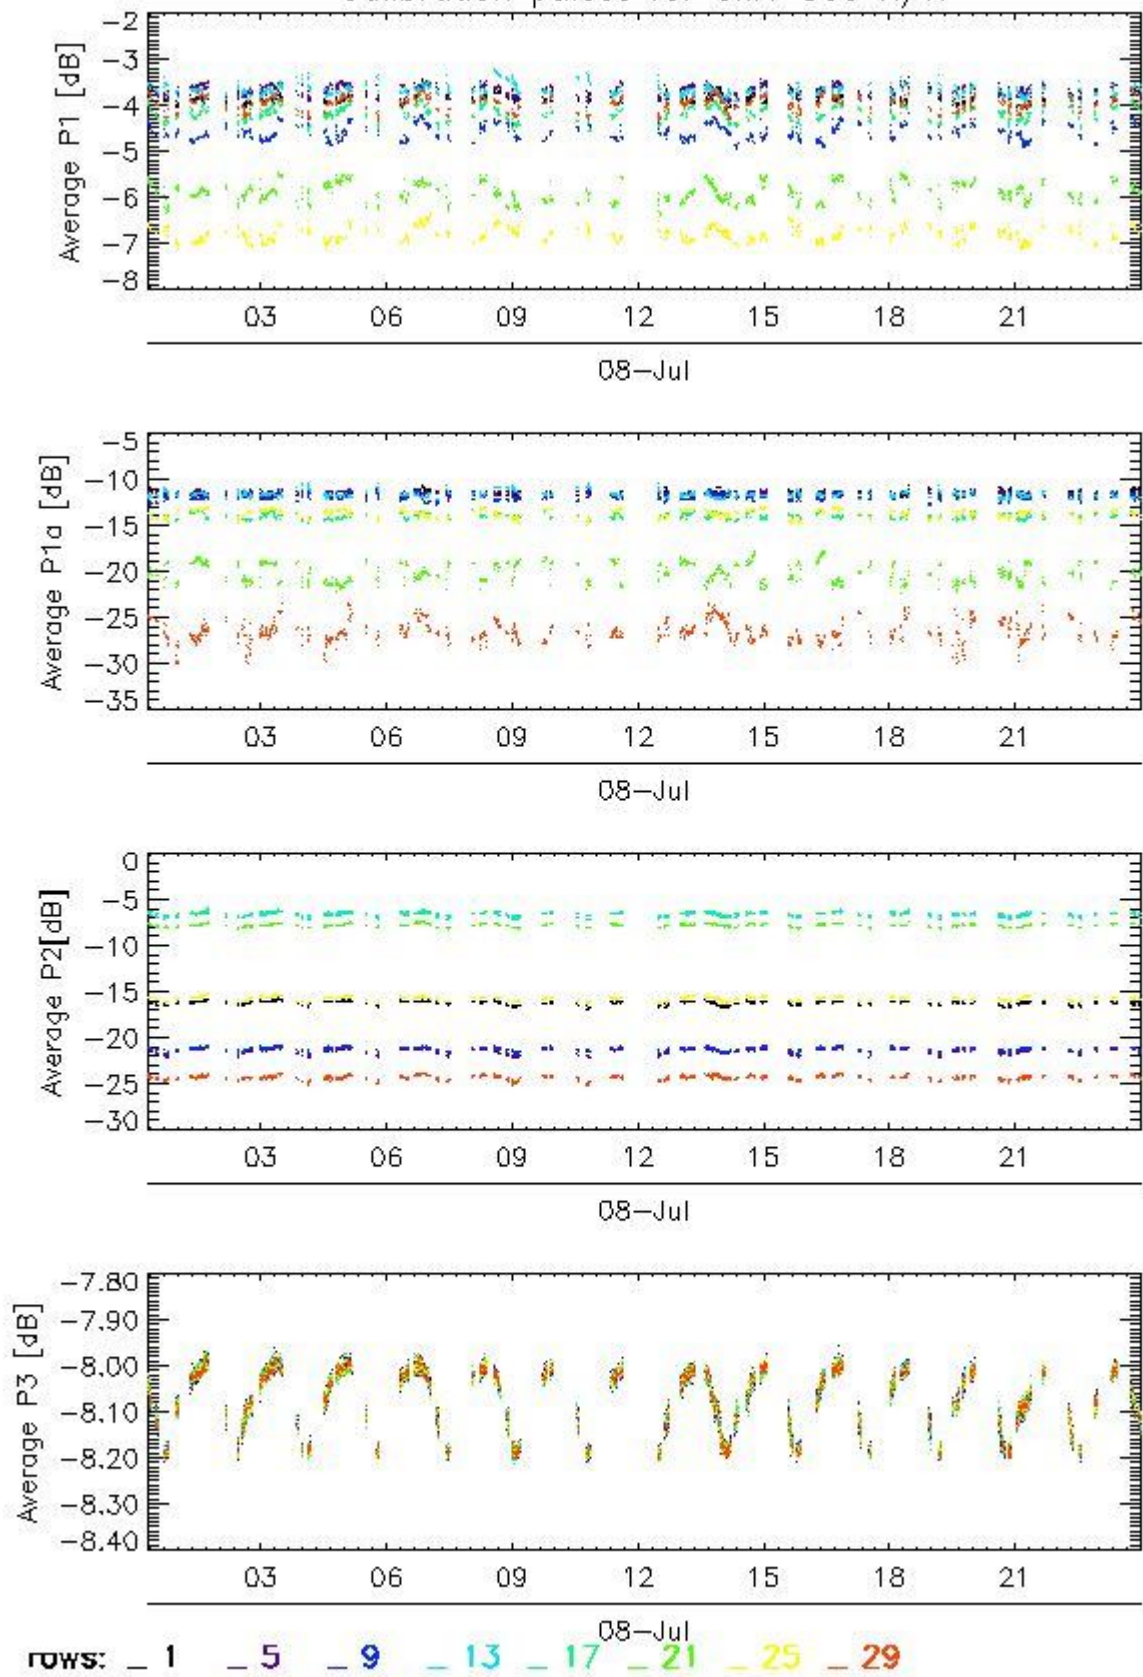 −2
−3
−4
−5
−6
−7
−8
Average P1 [dB]
03 06 09 12 15 18 21
08−Jul
−5
−10
−15
−20
−25
−30
−35
Average P1a [dB]
03 06 09 12 15 18 21
08−Jul
0
−5
−10
−15
−20
−25
−30
Average P2[dB]
03 06 09 12 15 18 21
08−Jul
−7.80
−7.90
−8.00
−8.10
−8.20
−8.30
−8.40
Average P3 [dB]
03 06 09 12 15 18 21
08−Jul
rows: _ 1 _ 5 _ 9 _ 13 _ 17 _ 21 _ 25 _ 29